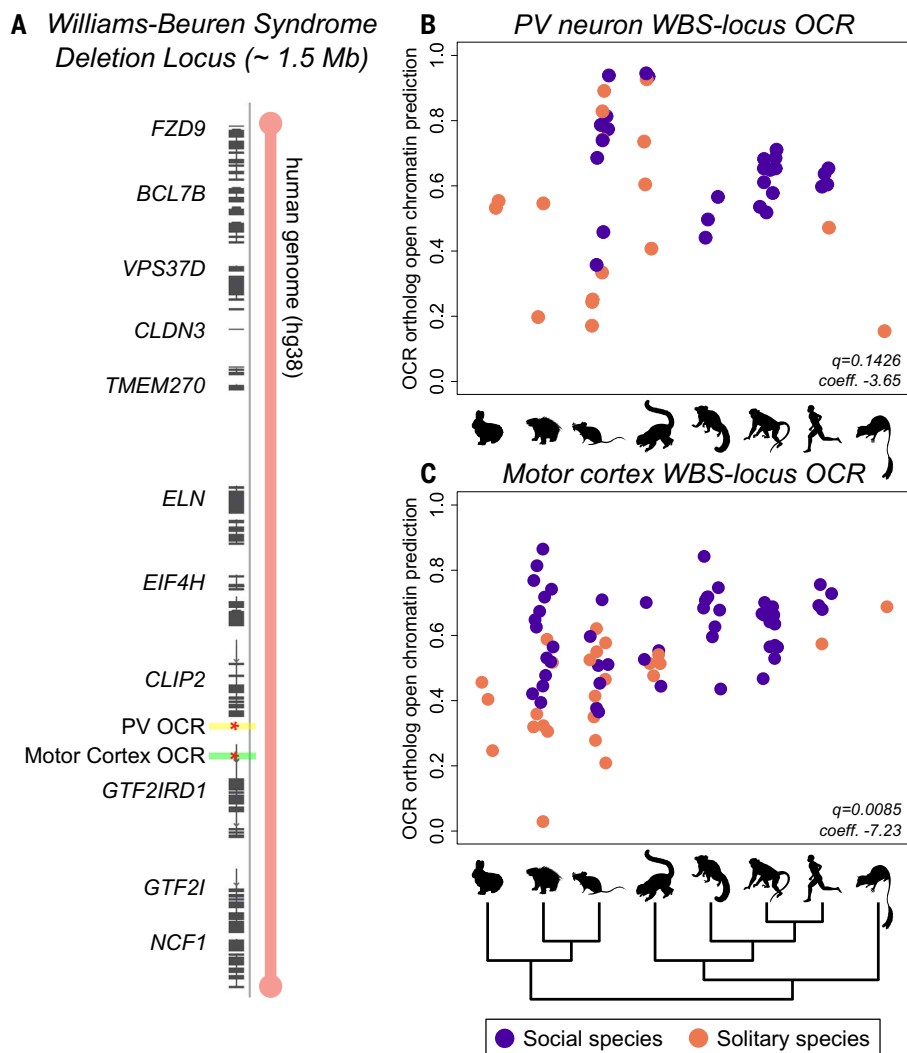 A Williams-Beuren Syndrome
Deletion Locus (~ 1.5 Mb)
FZD9
BCL7B
VPS37D
CLDN3
TMEM270
ELN
EIF4H
CLIP2
PV OCR
*
Motor Cortex OCR
*
GTF2IRD1
GTF2I
NCF1
human genome (hg38)
B PV neuron WBS-locus OCR
OCR ortholog open chromatin prediction
1.0
0.8
0.6
0.4
0.2
0.0
q=0.1426
coeff. -3.65
C Motor cortex WBS-locus OCR
OCR ortholog open chromatin prediction
1.0
0.8
0.6
0.4
0.2
0.0
q=0.0085
coeff. -7.23
Social species
Solitary species